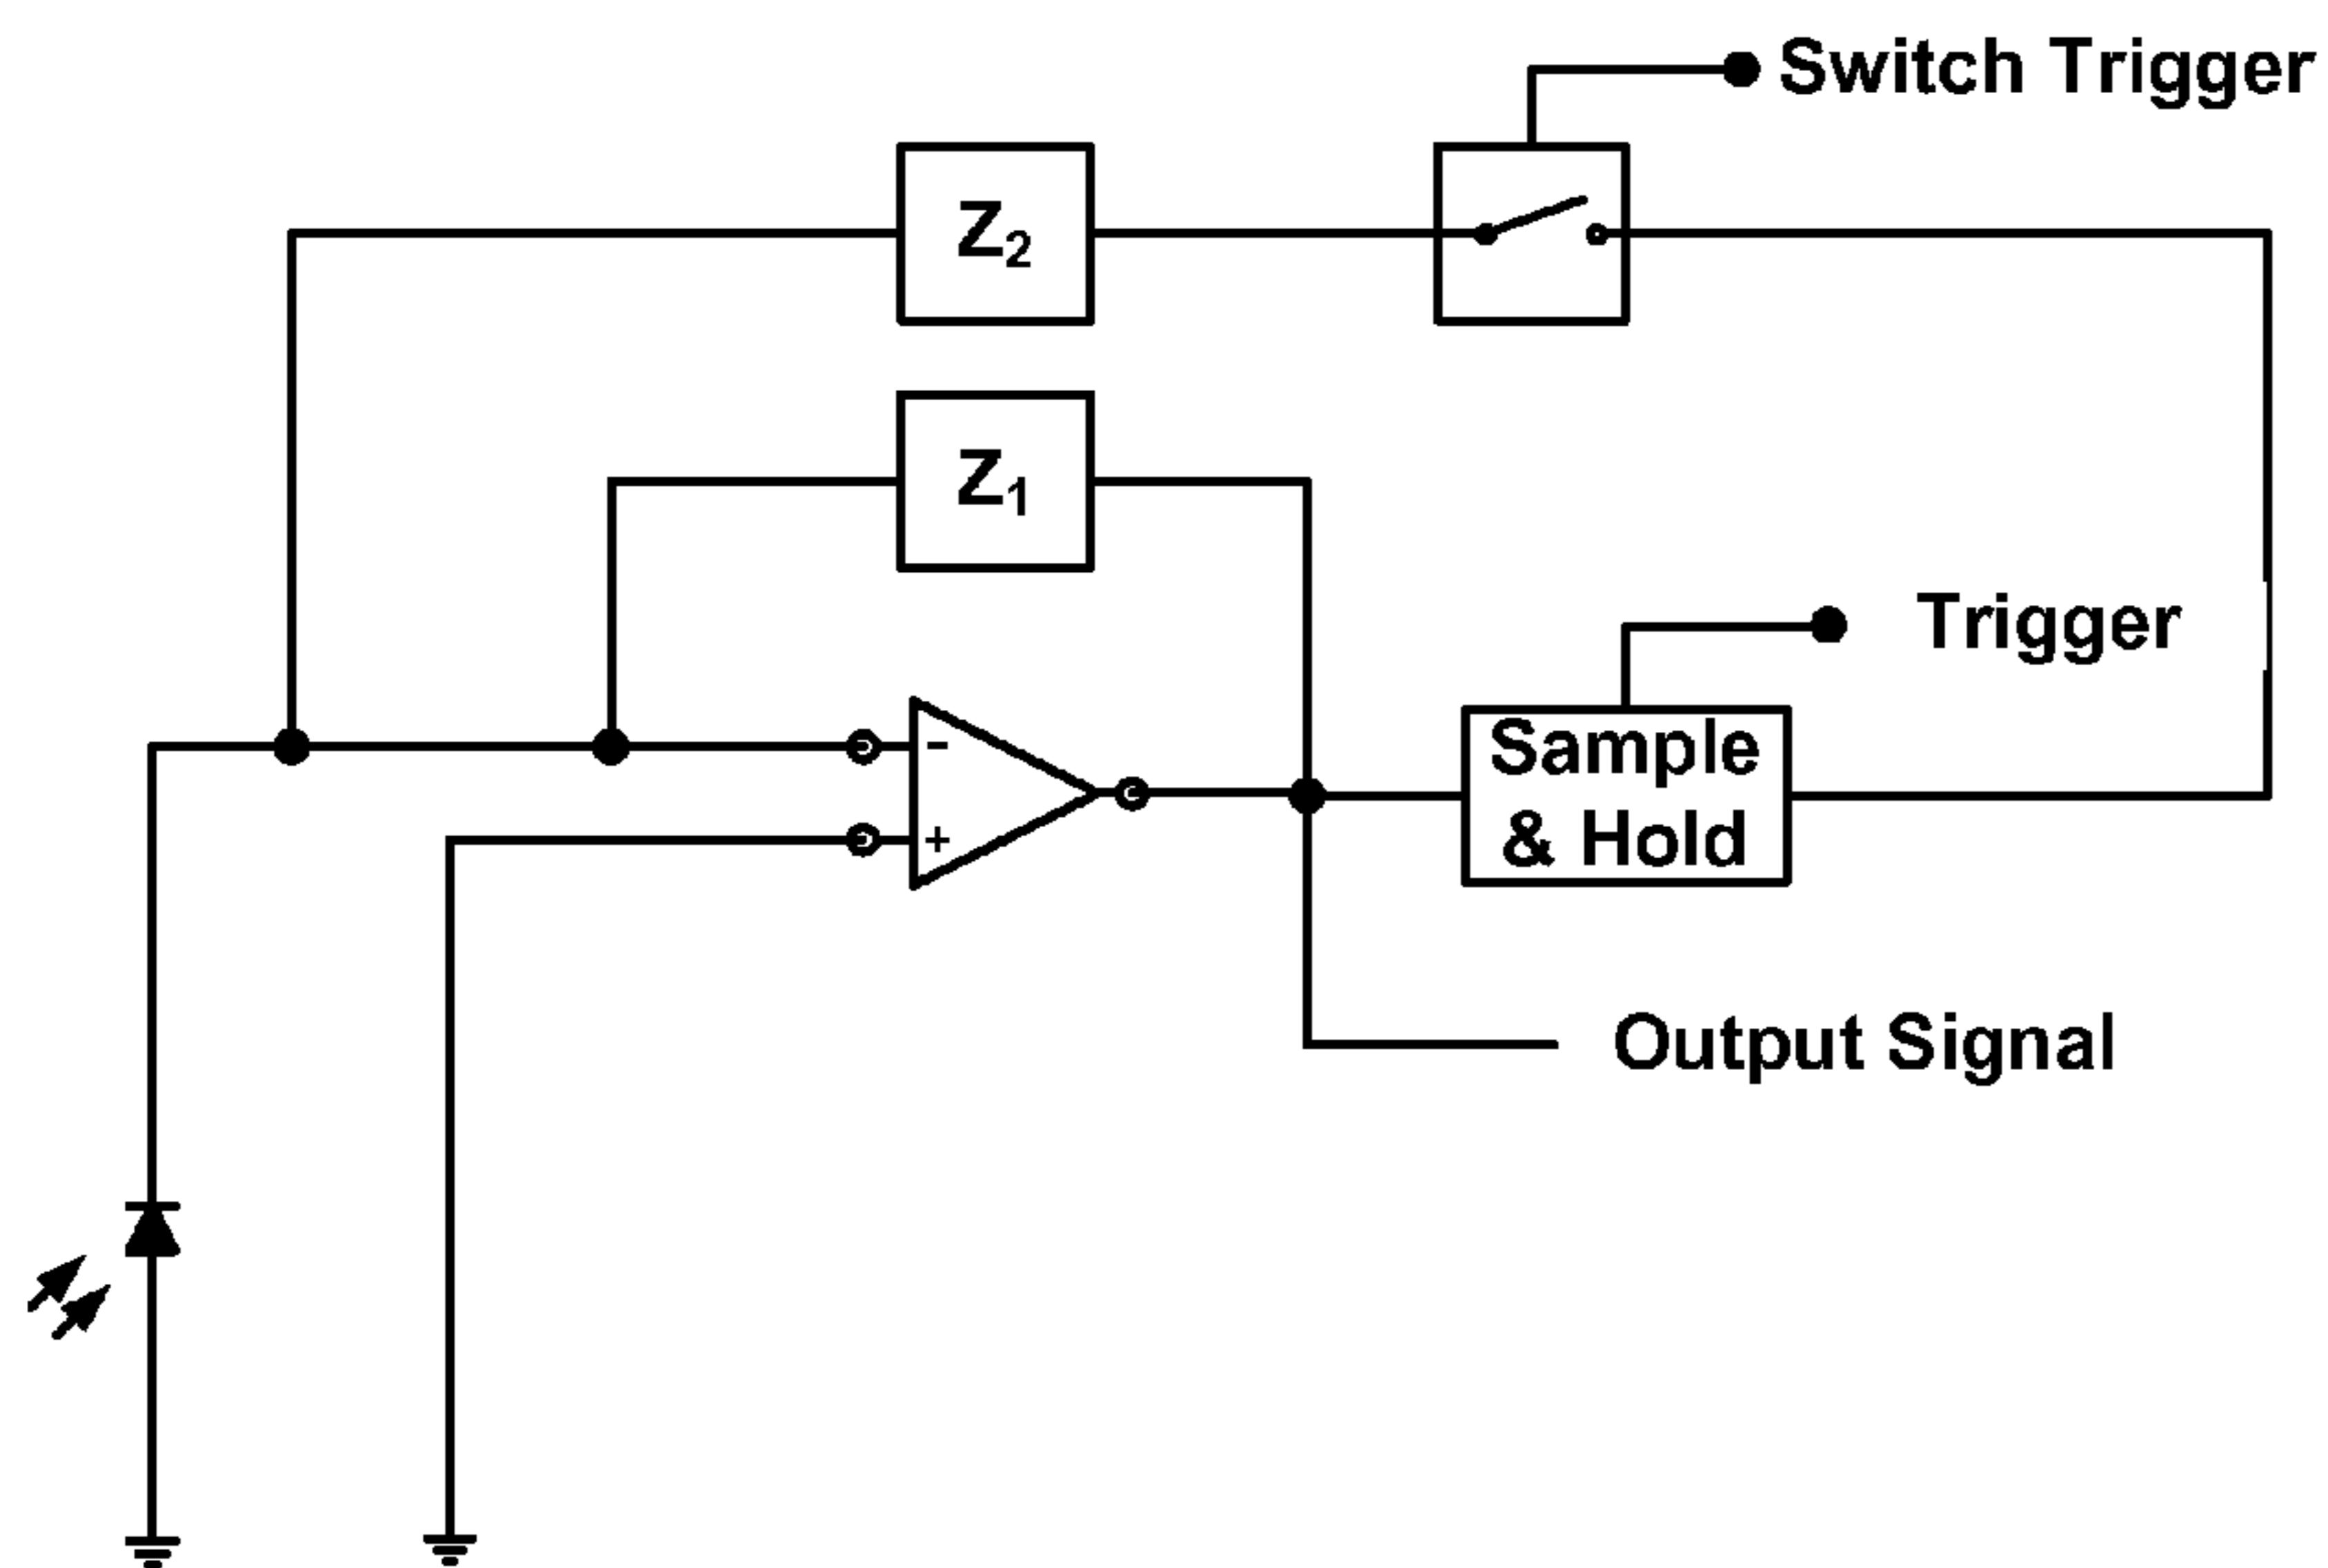 Switch Trigger
Z₂
Z₁
Trigger
-
+
Sample
& Hold
Output Signal